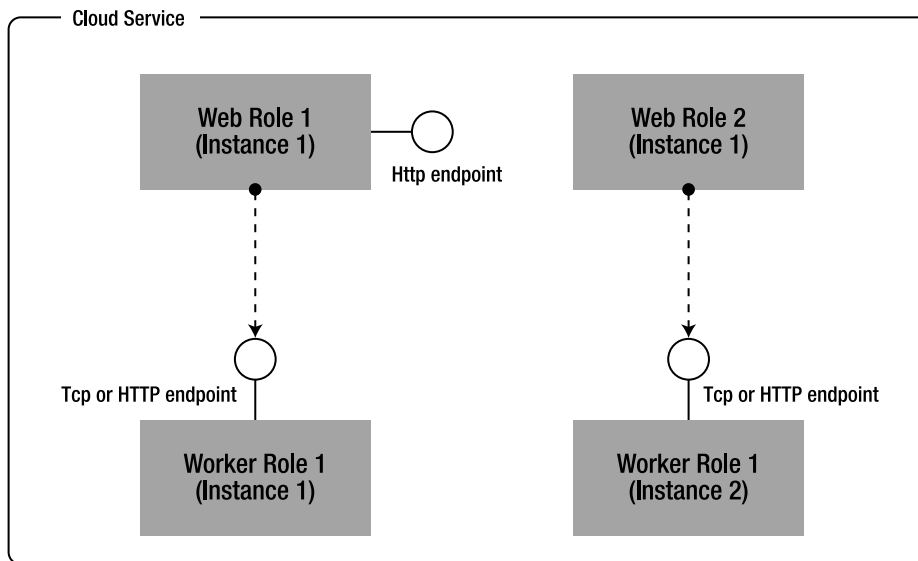 Cloud Service
Web Role 1
(Instance 1)
Web Role 2
(Instance 1)
Http endpoint
Tcp or HTTP endpoint
Tcp or HTTP endpoint
Worker Role 1
(Instance 1)
Worker Role 1
(Instance 2)